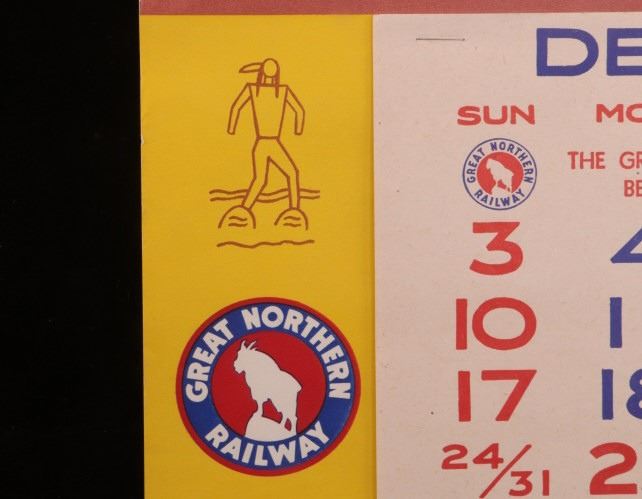 DE
SUN MO
GREAT NORTHERN RAILWAY
THE GR
BE
3 4
10 1
17 18
24/31 2
GREAT NORTHERN
RAILWAY